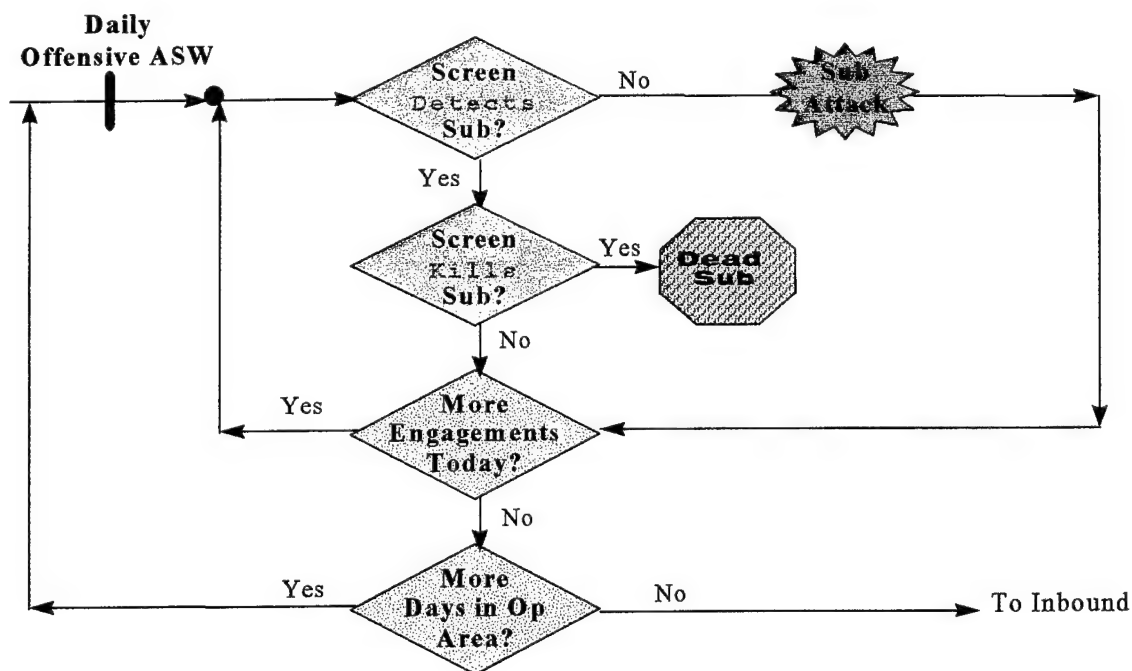 Daily
Offensive ASW
Screen
Detects
Sub?
No
Sub
Attack
Yes
Screen
Kills
Sub?
Yes
Dead
Sub
No
More
Engagements
Today?
Yes
No
More
Days in Op
Area?
Yes
No
To Inbound